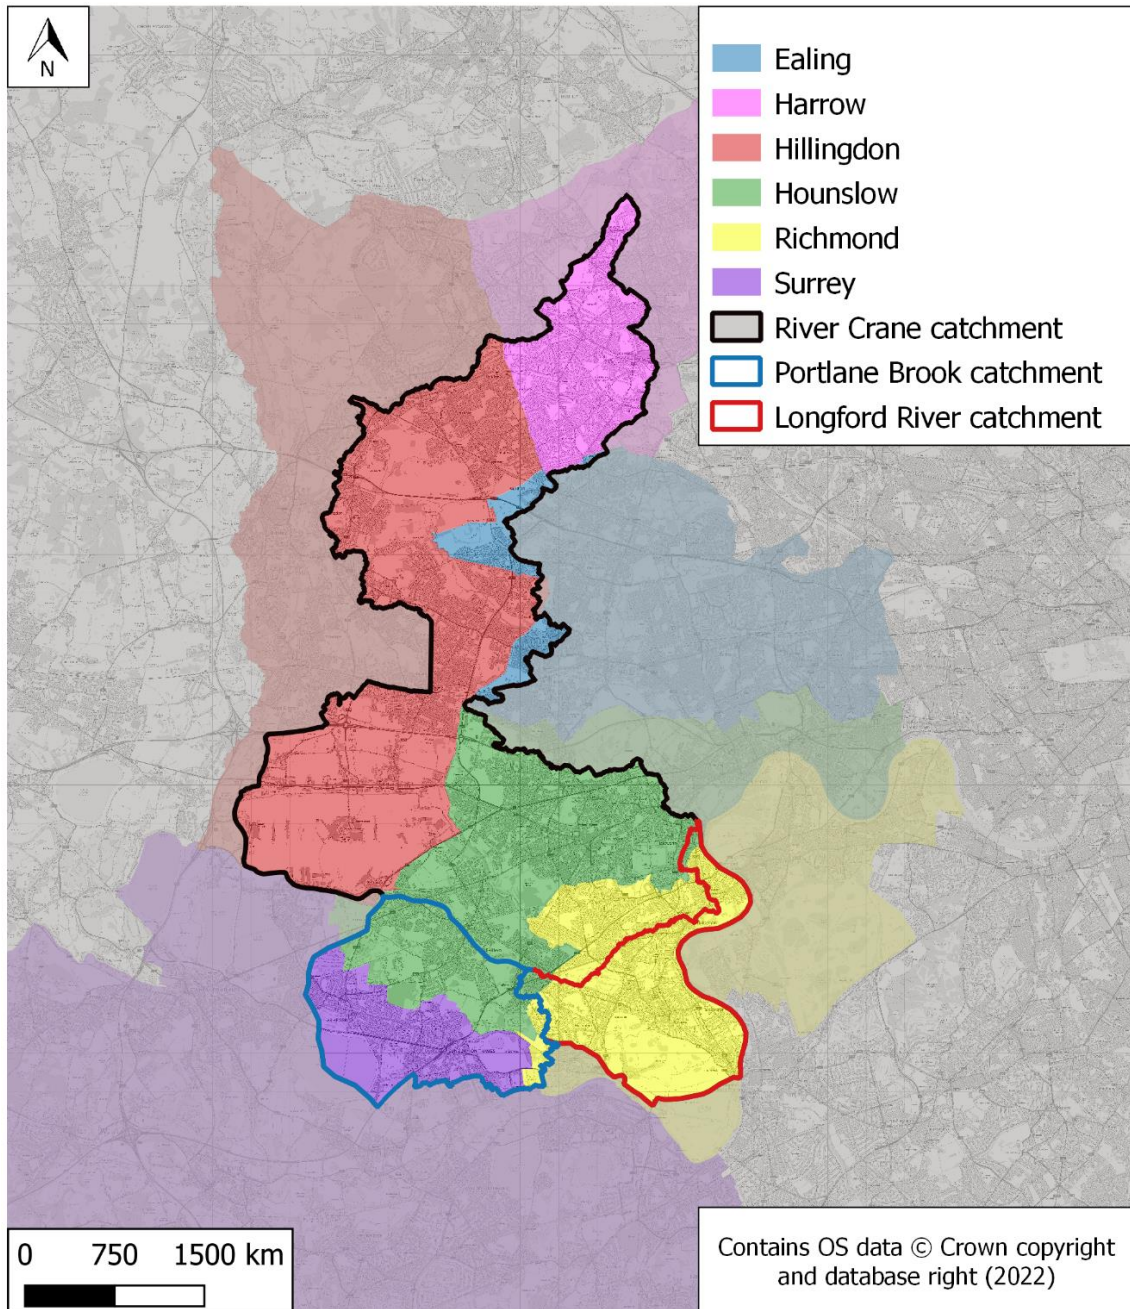 N
Ealing
Harrow
Hillingdon
Hounslow
Richmond
Surrey
River Crane catchment
Portlane Brook catchment
Longford River catchment
0 750 1500 km
Contains OS data © Crown copyright
and database right (2022)